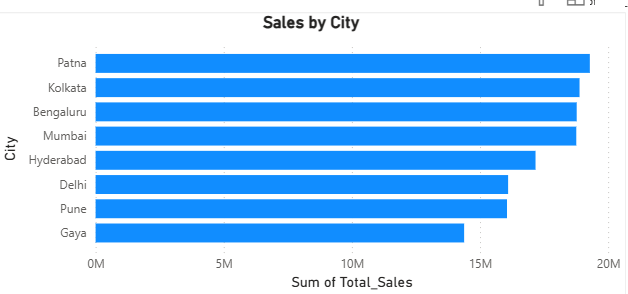 Sales by City
City
Patna
Kolkata
Bengaluru
Mumbai
Hyderabad
Delhi
Pune
Gaya
0M 5M 10M 15M 20M
Sum of Total_Sales